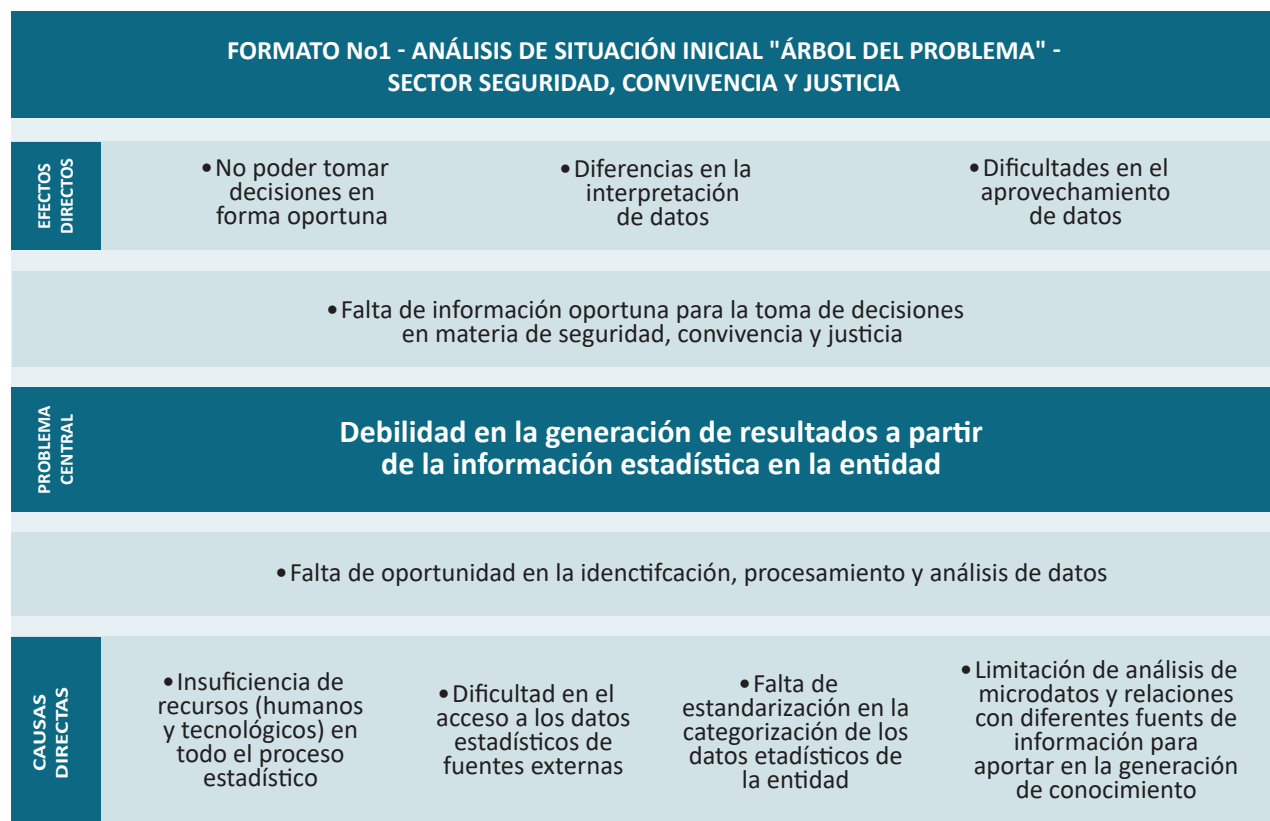 FORMATO No1 - ANÁLISIS DE SITUACIÓN INICIAL "ÁRBOL DEL PROBLEMA" -
SECTOR SEGURIDAD, CONVIVENCIA Y JUSTICIA
EFECTOS
DIRECTOS
•No poder tomar
decisiones en
forma oportuna
•Diferencias en la
interpretación
de datos
•Dificultades en el
aprovechamiento
de datos
•Falta de información oportuna para la toma de decisiones
en materia de seguridad, convivencia y justicia
PROBLEMA
CENTRAL
Debilidad en la generación de resultados a partir
de la información estadística en la entidad
•Falta de oportunidad en la idenctifcación, procesamiento y análisis de datos
CAUSAS
DIRECTAS
•Insuficiencia de
recursos (humanos
y tecnológicos) en
todo el proceso
estadístico
•Dificultad en el
acceso a los datos
estadísticos de
fuentes externas
•Falta de
estandarización en la
categorización de los
datos etadísticos de
la entidad
•Limitación de análisis de
microdatos y relaciones
con diferentes fuents de
información para
aportar en la generación
de conocimiento